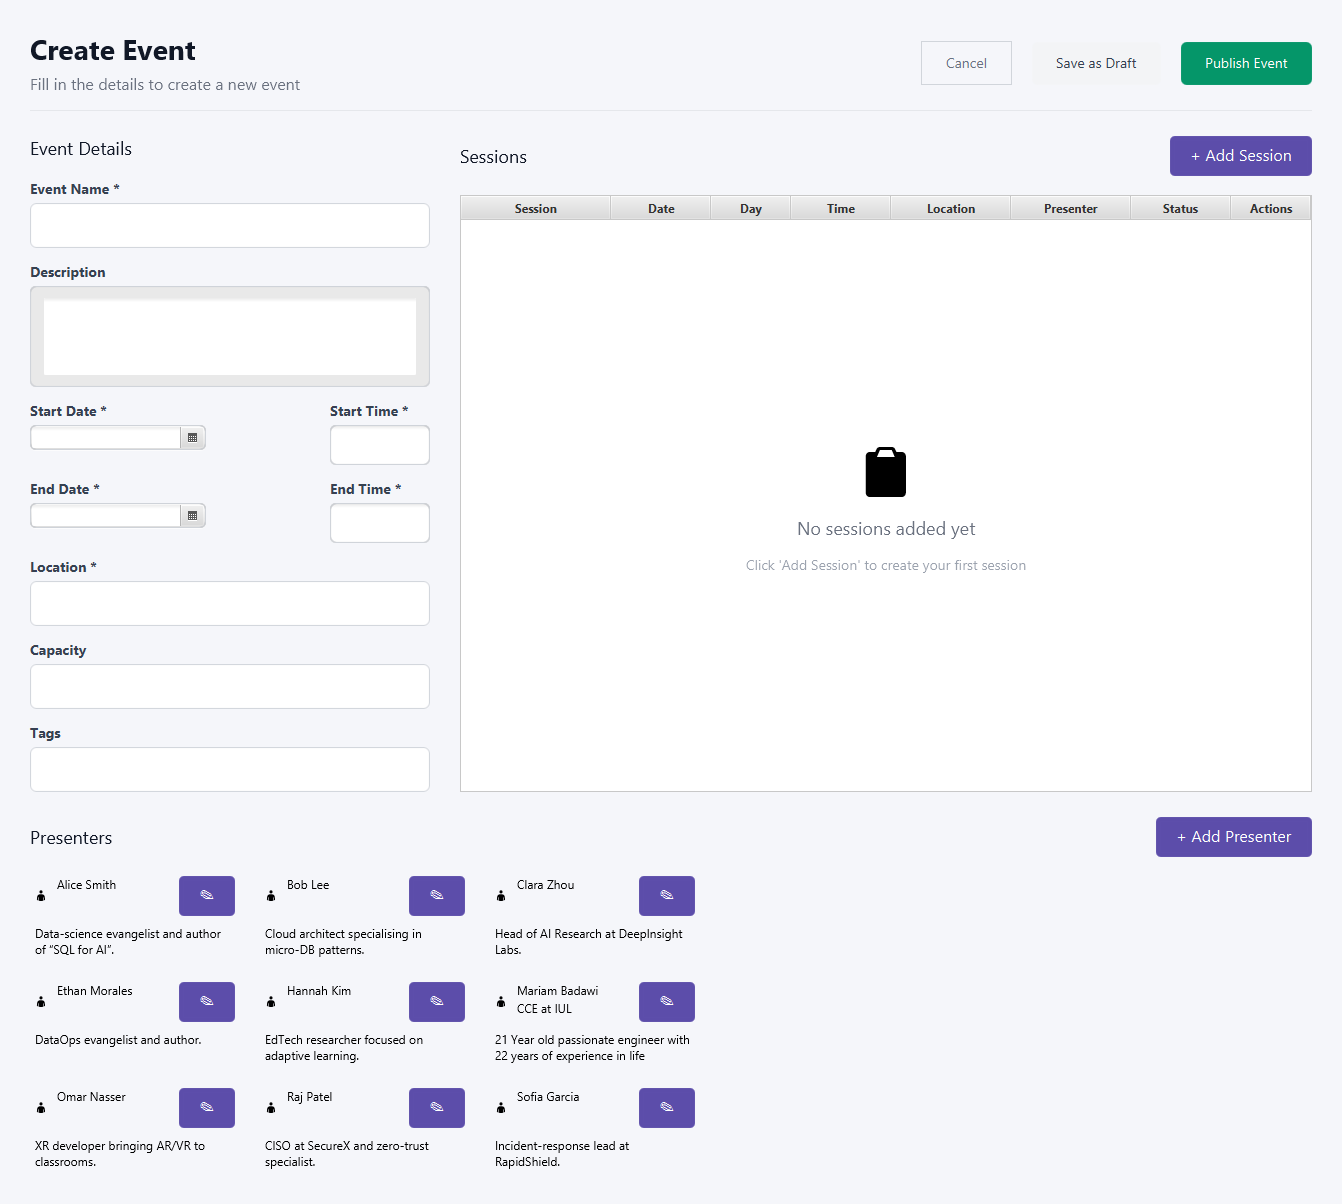 Create Event
Fill in the details to create a new event
Cancel
Save as Draft
Publish Event
Event Details
Event Name *
Description
Start Date *
Start Time *
End Date *
End Time *
Location *
Capacity
Tags
Sessions
+ Add Session
Session Date Day Time Location Presenter Status Actions
No sessions added yet
Click 'Add Session' to create your first session
Presenters
+ Add Presenter
Alice Smith
Data-science evangelist and author
of “SQL for AI”.
Bob Lee
Cloud architect specialising in
micro-DB patterns.
Clara Zhou
Head of AI Research at DeepInsight
Labs.
Ethan Morales
DataOps evangelist and author.
Hannah Kim
EdTech researcher focused on
adaptive learning.
Mariam Badawi
CCE at IUL
21 Year old passionate engineer with
22 years of experience in life
Omar Nasser
XR developer bringing AR/VR to
classrooms.
Raj Patel
CISO at SecureX and zero-trust
specialist.
Sofia Garcia
Incident-response lead at
RapidShield.